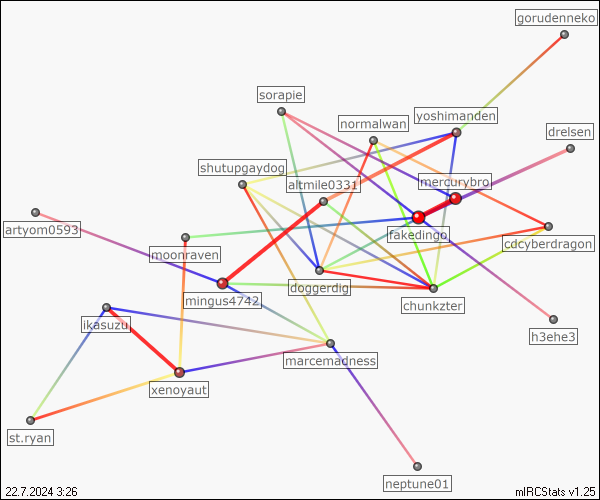 gorudenneko
sorapie
normalwan
yoshimanden
drelsen
shutupgaydog
mercurybro
altmile0331
artyom0593
fakedingo
cdcyberdragon
moonraven
doggerdig
mingus4742
chunkzter
ikasuzu
h3ehe3
marcemadness
xenoyaut
st.ryan
neptune01
22.7.2024 3:26
mIRCStats v1.25